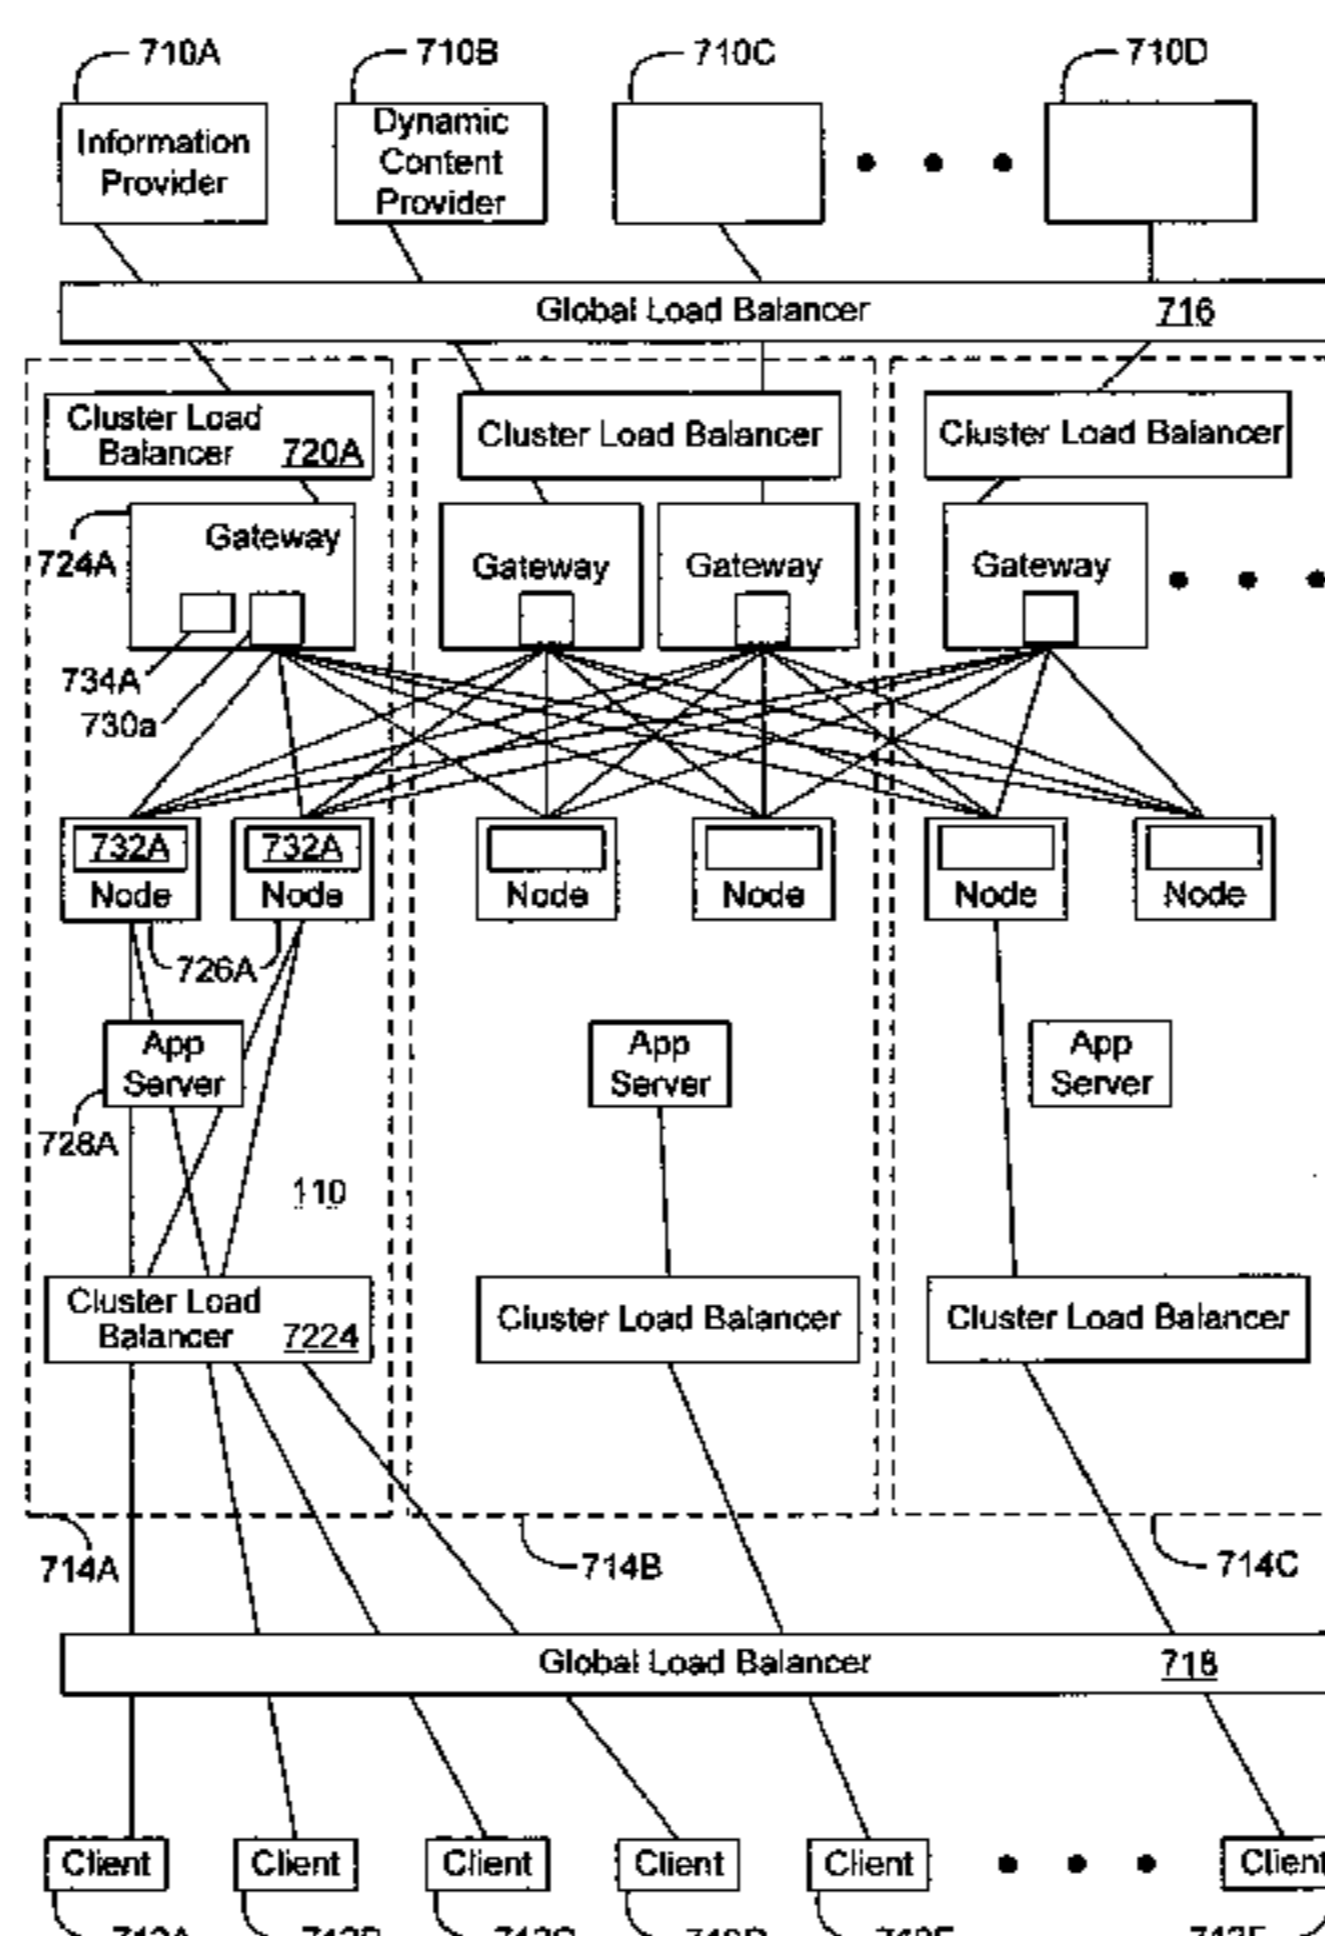 710A
710B
710C
710D
Information
Provider
Dynamic
Content
Provider
Global Load Balancer 716
Cluster Load
Balancer 720A
Cluster Load Balancer
Cluster Load Balancer
724A
Gateway
Gateway
Gateway
Gateway
734A
730a
732A
Node
732A
Node
Node
Node
Node
Node
726A
App
Server
App
Server
App
Server
728A
110
Cluster Load
Balancer 7224
Cluster Load Balancer
Cluster Load Balancer
714A
714B
714C
Global Load Balancer 718
Client
Client
Client
Client
Client
Client